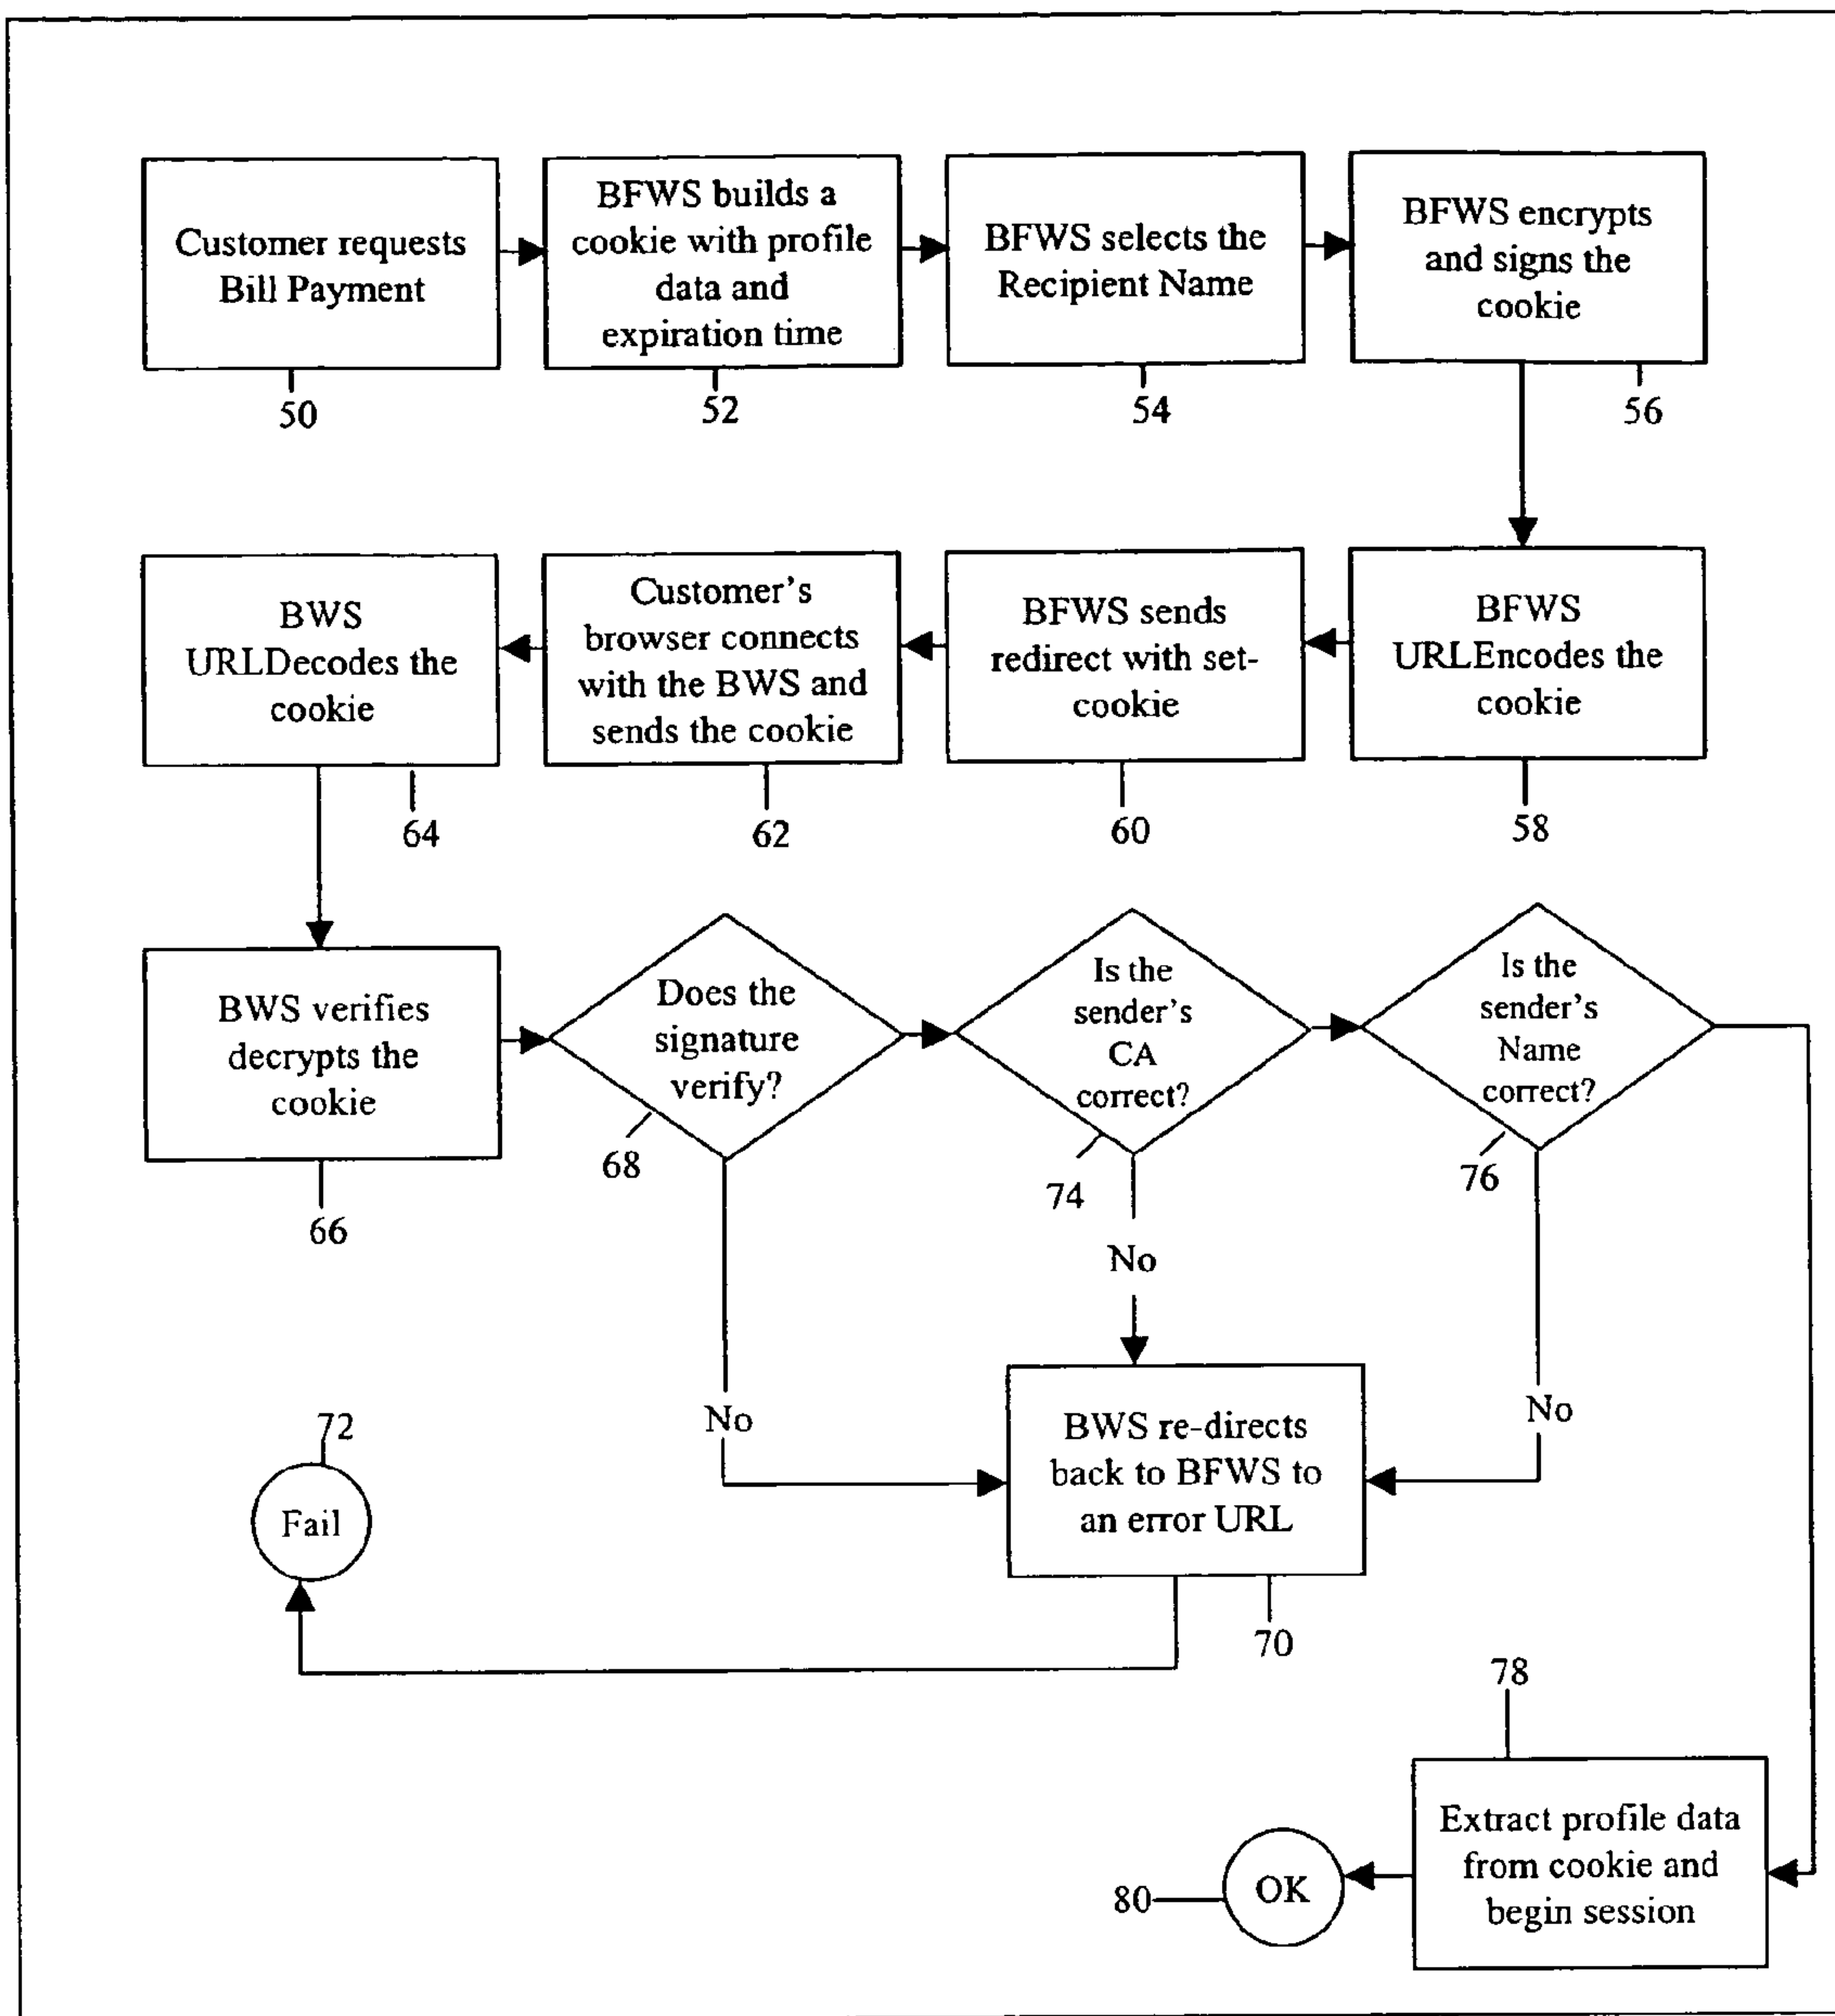 Customer requests
Bill Payment
50
BFWS builds a
cookie with profile
data and
expiration time
52
BFWS selects the
Recipient Name
54
BFWS encrypts
and signs the
cookie
56
BFWS
URLEncodes the
cookie
58
BFWS sends
redirect with set-
cookie
60
Customer's
browser connects
with the BWS and
sends the cookie
62
BWS
URLDecodes the
cookie
64
BWS verifies
decrypts the
cookie
66
Does the
signature
verify?
68
No
Is the
sender's
CA
correct?
74
No
Is the
sender's
Name
correct?
76
No
BWS re-directs
back to BFWS to
an error URL
70
72
Fail
78
Extract profile data
from cookie and
begin session
80
OK